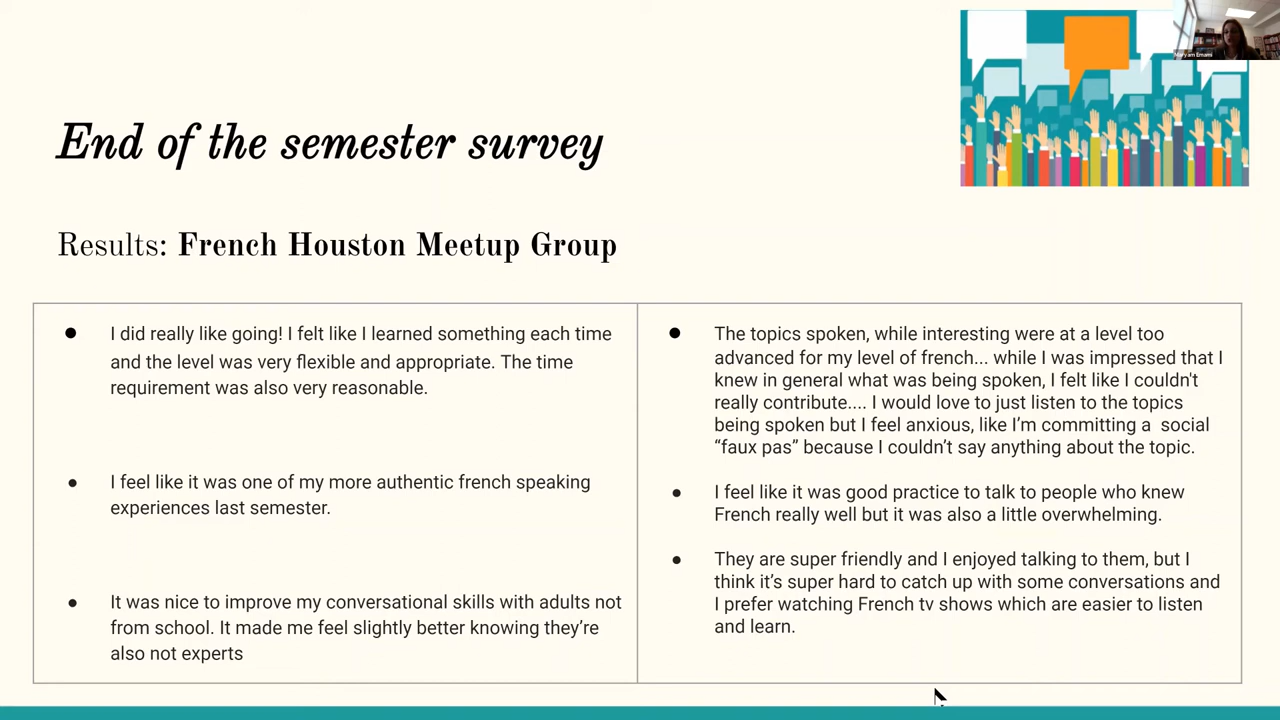 Maryam Emami
End of the semester survey
Results: French Houston Meetup Group
● I did really like going! I felt like I learned something each time
and the level was very flexible and appropriate. The time
requirement was also very reasonable.
● I feel like it was one of my more authentic french speaking
experiences last semester.
● It was nice to improve my conversational skills with adults not
from school. It made me feel slightly better knowing they’re
also not experts
● The topics spoken, while interesting were at a level too
advanced for my level of french... while I was impressed that I
knew in general what was being spoken, I felt like I couldn't
really contribute.... I would love to just listen to the topics
being spoken but I feel anxious, like I’m committing a social
“faux pas” because I couldn’t say anything about the topic.
● I feel like it was good practice to talk to people who knew
French really well but it was also a little overwhelming.
● They are super friendly and I enjoyed talking to them, but I
think it’s super hard to catch up with some conversations and
I prefer watching French tv shows which are easier to listen
and learn.